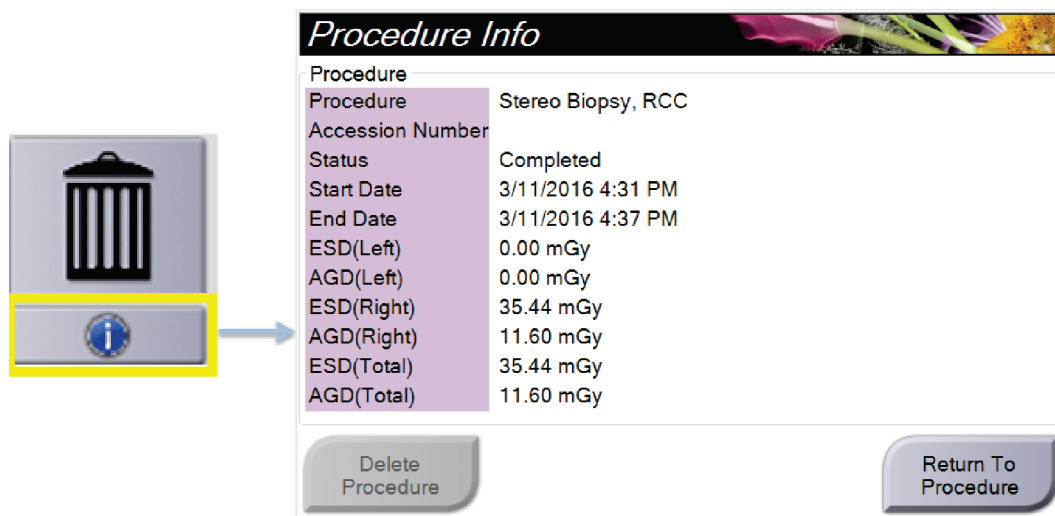 Procedure Info
Procedure
Procedure Stereo Biopsy, RCC
Accession Number
Status Completed
Start Date 3/11/2016 4:31 PM
End Date 3/11/2016 4:37 PM
ESD(Left) 0.00 mGy
AGD(Left) 0.00 mGy
ESD(Right) 35.44 mGy
AGD(Right) 11.60 mGy
ESD(Total) 35.44 mGy
AGD(Total) 11.60 mGy
Delete
Procedure
Return To
Procedure